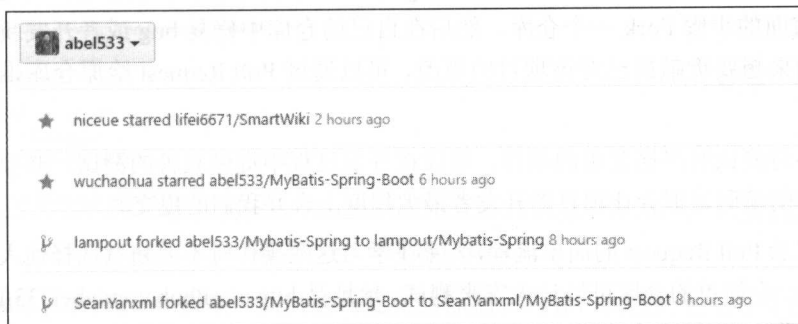 abel533
niceue starred lifei6671/SmartWiki 2 hours ago
wuchaohua starred abel533/MyBatis-Spring-Boot 6 hours ago
lampout forked abel533/Mybatis-Spring to lampout/Mybatis-Spring 8 hours ago
SeanYanxml forked abel533/MyBatis-Spring-Boot to SeanYanxml/MyBatis-Spring-Boot 8 hours ago